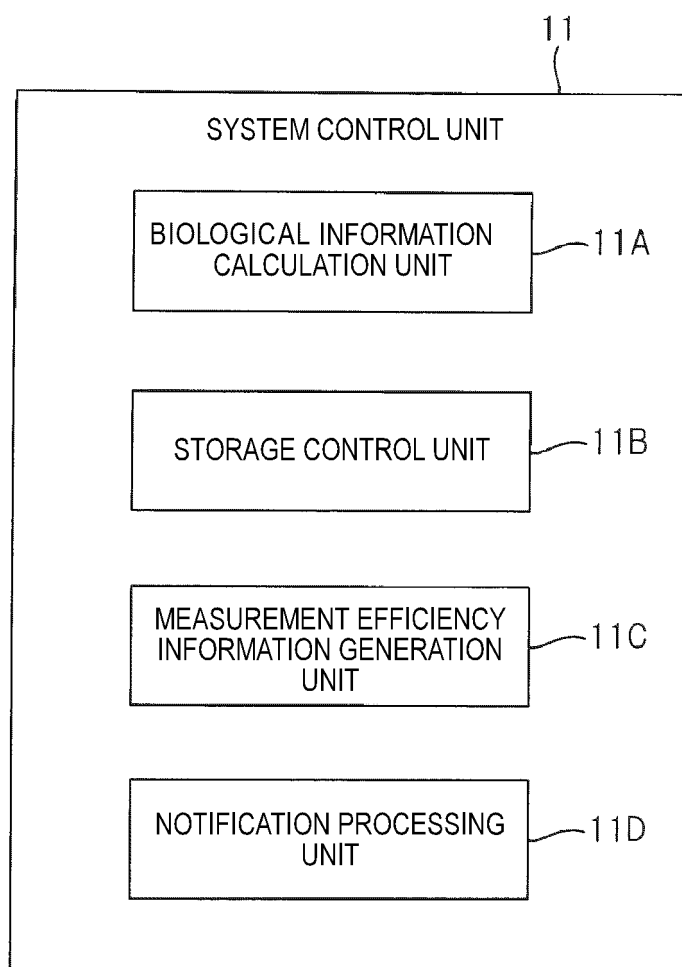 11
SYSTEM CONTROL UNIT
BIOLOGICAL INFORMATION
CALCULATION UNIT
11A
STORAGE CONTROL UNIT
11B
MEASUREMENT EFFICIENCY
INFORMATION GENERATION
UNIT
11C
NOTIFICATION PROCESSING
UNIT
11D